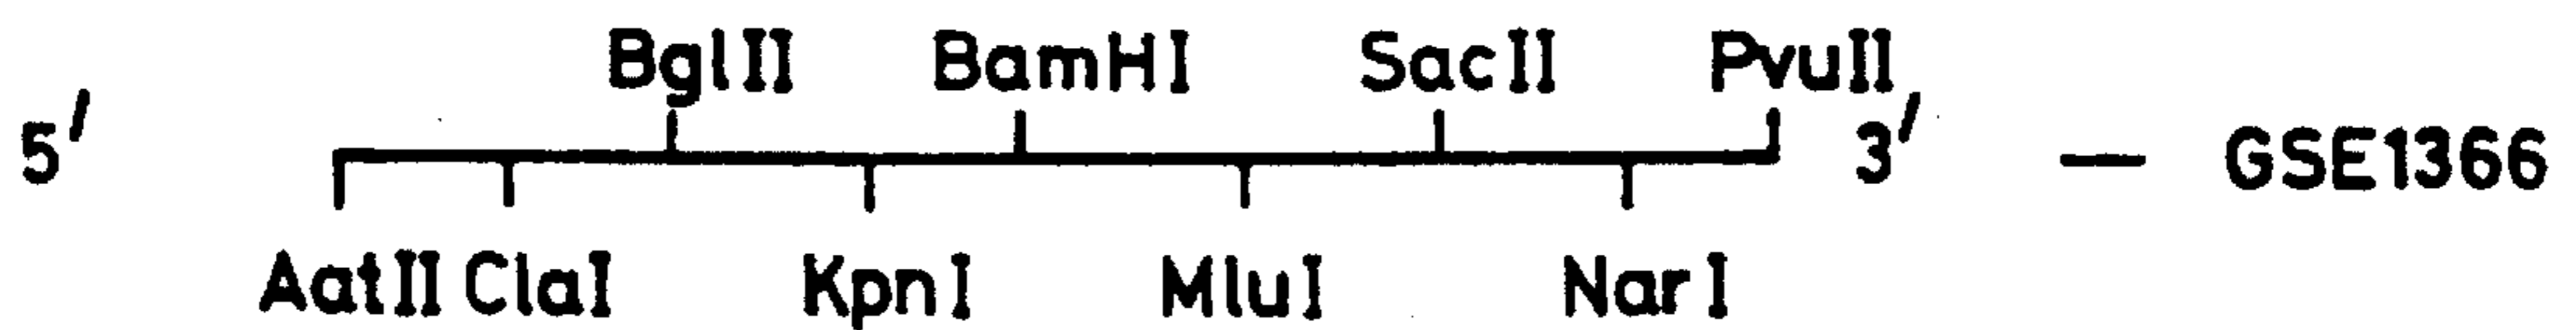 BglII BamHI SacII PvuII
5' 3' — GSE1366
AatII ClaI KpnI MluI NarI